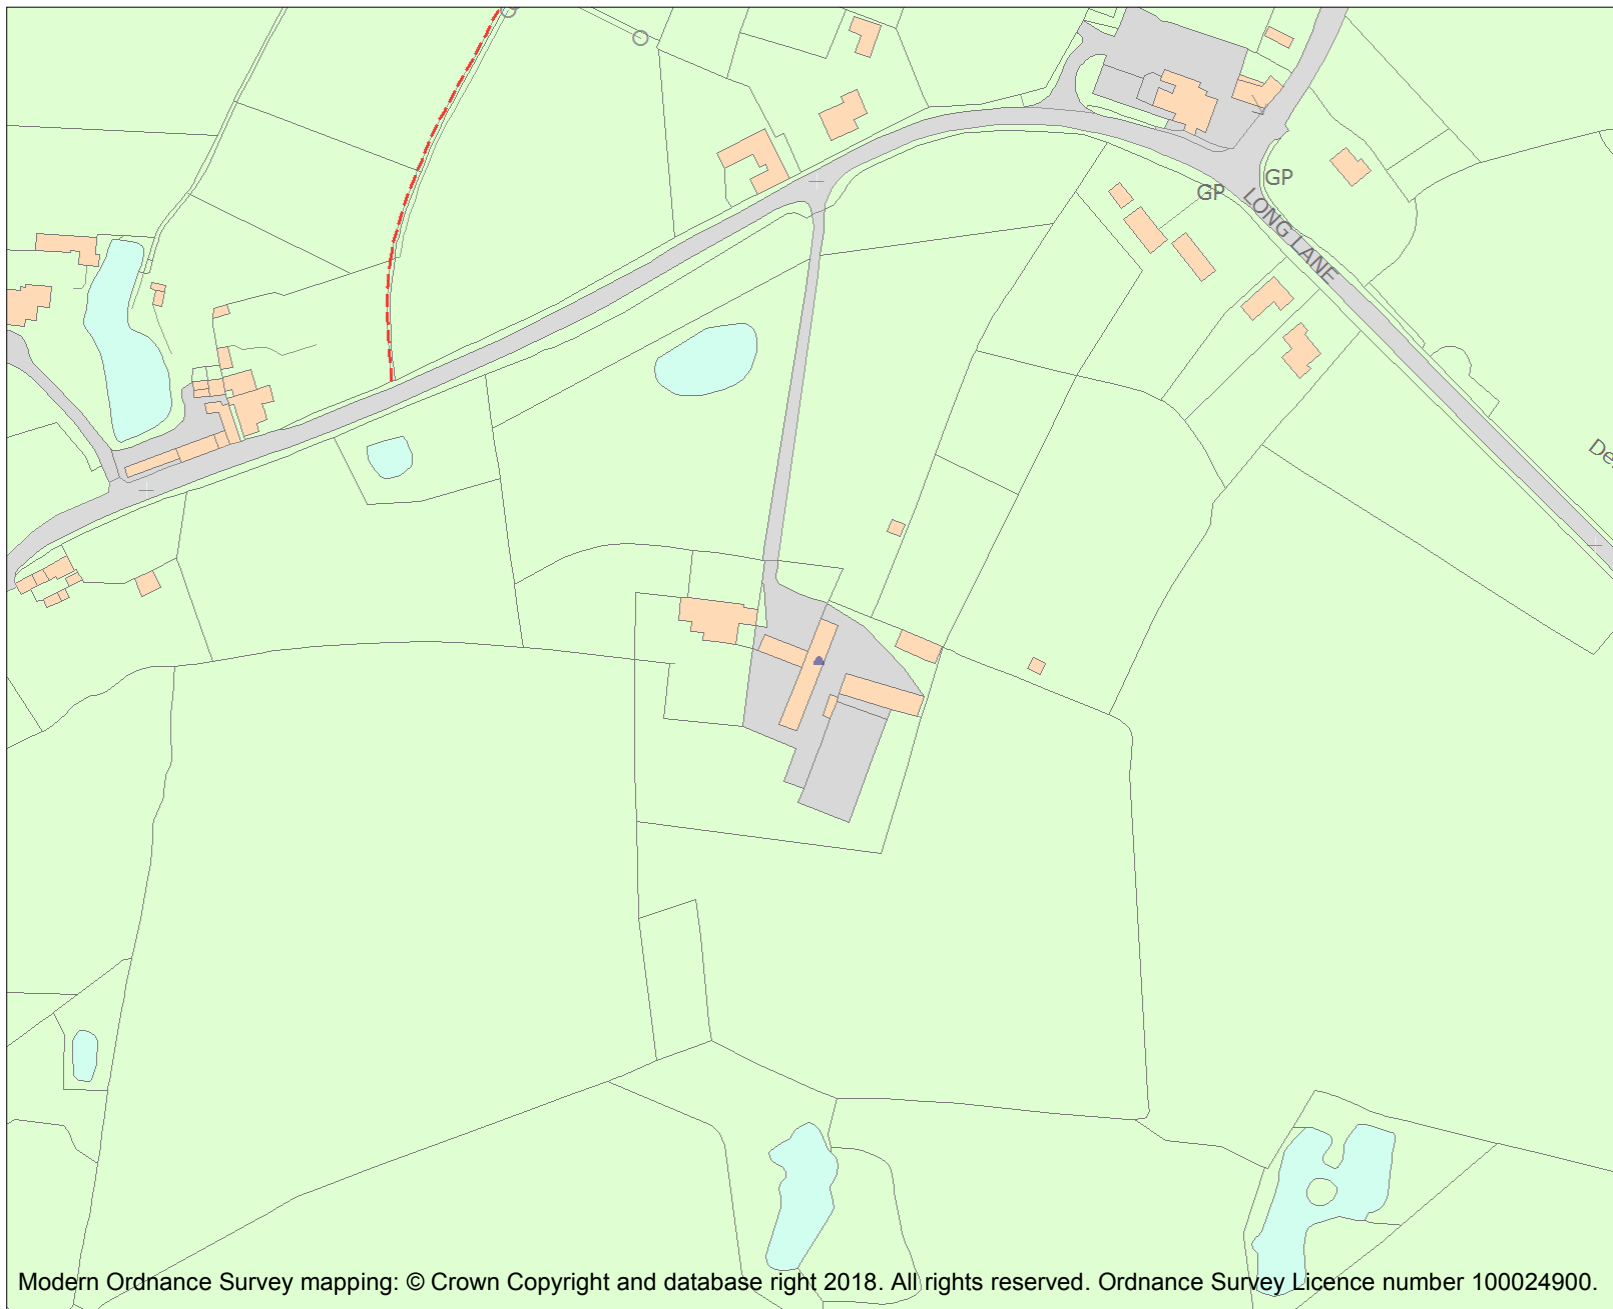 GP
GP
LONG LANE
Modern Ordnance Survey mapping: © Crown Copyright and database right 2018. All rights reserved. Ordnance Survey Licence number 100024900.